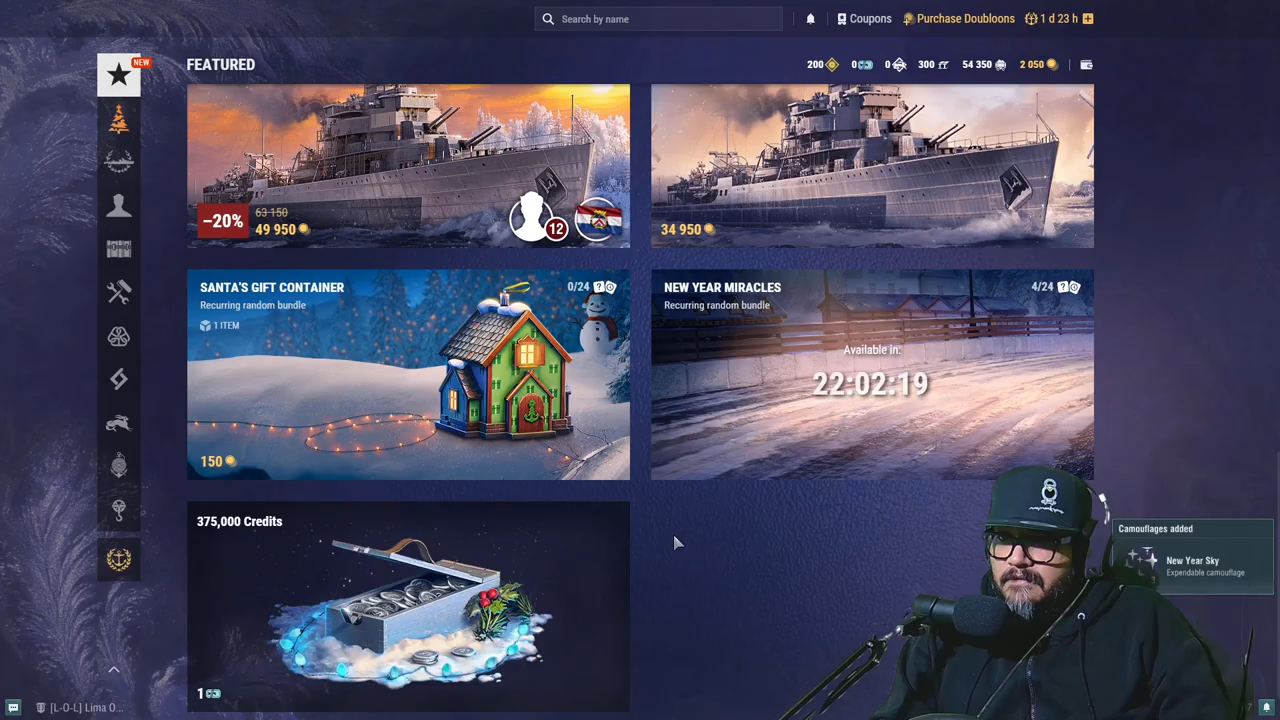 Search by name
Coupons
Purchase Doubloons
1 d 23 h
NEW
FEATURED
200
0
0
300
54 350
2 050
−20%
63 150
49 950
12
34 950
SANTA'S GIFT CONTAINER
0/24
Recurring random bundle
1 ITEM
150
NEW YEAR MIRACLES
4/24
Recurring random bundle
Available in:
22:02:19
375,000 Credits
1
Camouflages added
New Year Sky
Expendable camouflage
[L-O-L] Lima O...
7